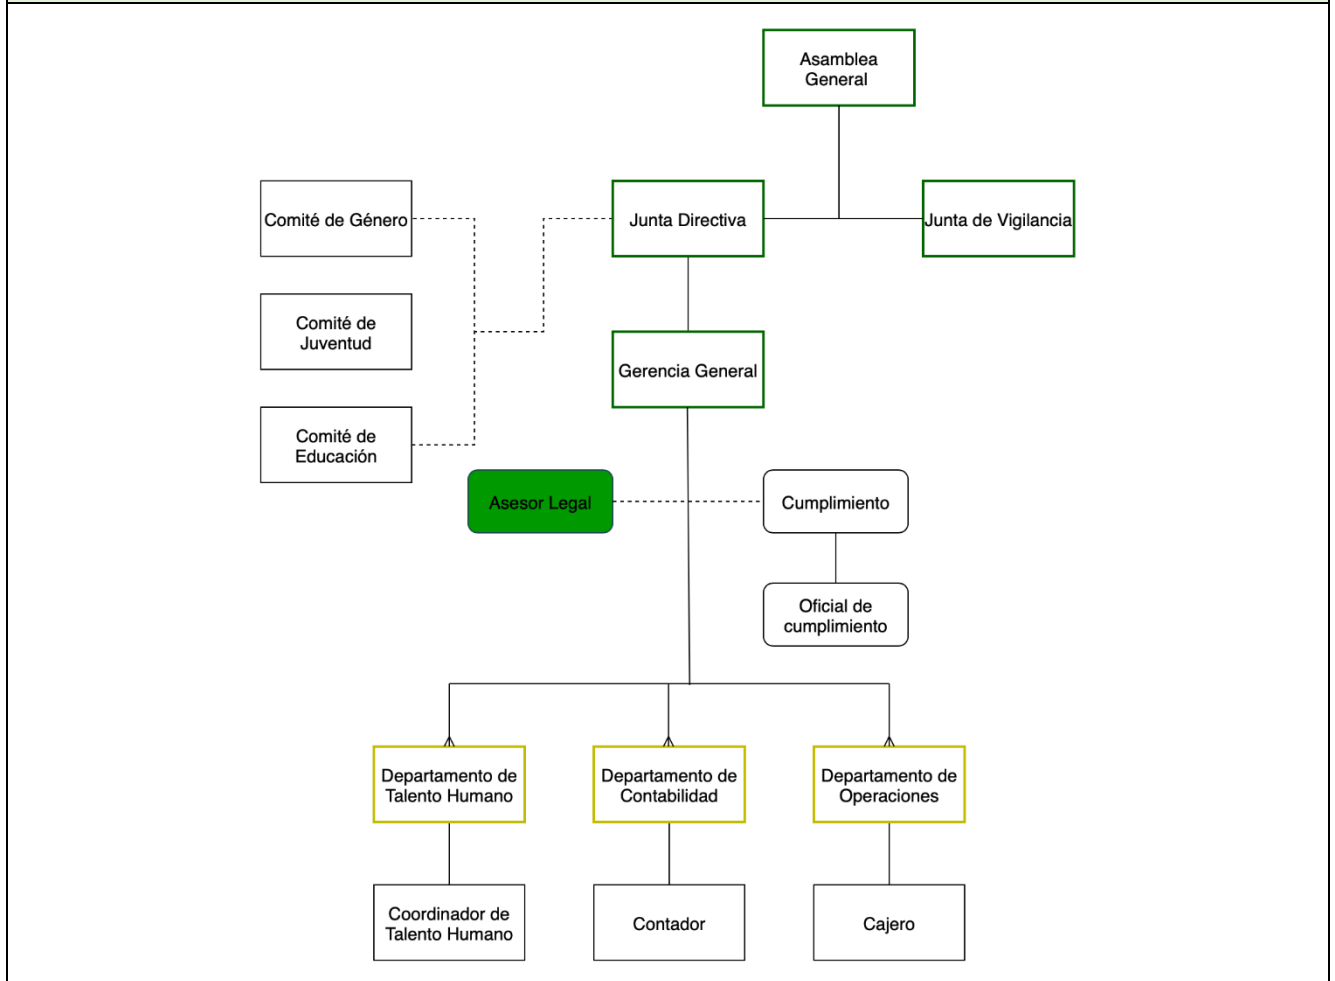 Asamblea
General
Comité de Género
Junta Directiva
Junta de Vigilancia
Comité de
Juventud
Gerencia General
Comité de
Educación
Asesor Legal
Cumplimiento
Oficial de
cumplimiento
Departamento de
Talento Humano
Departamento de
Contabilidad
Departamento de
Operaciones
Coordinador de
Talento Humano
Contador
Cajero